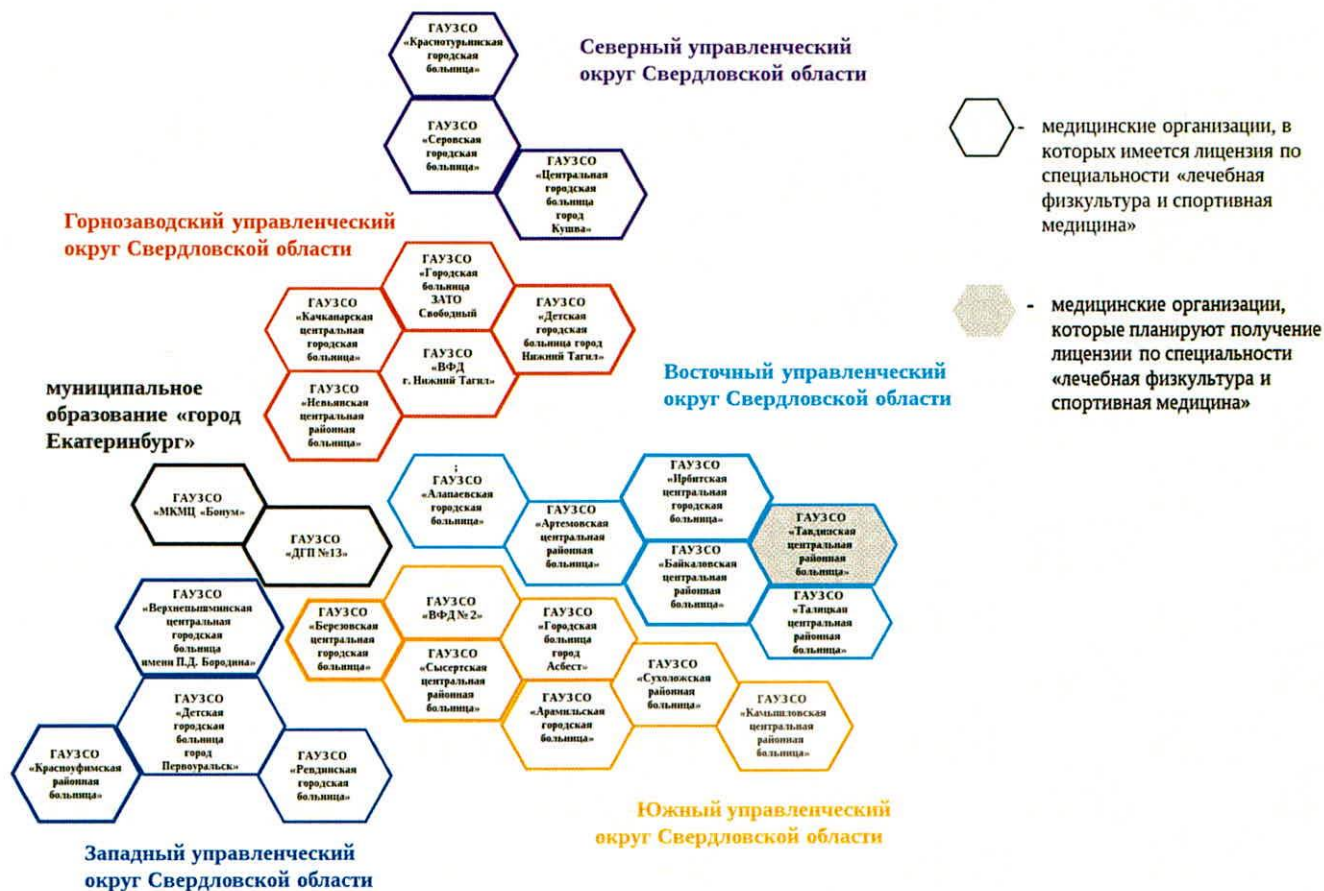 ГАУЗСО
«Краснотурьинская
городская
больница»
Северный управленческий
округ Свердловской области
ГАУЗСО
«Серовская
городская
больница»
ГАУЗСО
«Центральная
городская
больница
город
Кушва»
- медицинские организации, в
которых имеется лицензия по
специальности «лечебная
физкультура и спортивная
медицина»
- медицинские организации,
которые планируют получение
лицензии по специальности
«лечебная физкультура и
спортивная медицина»
Горнозаводский управленческий
округ Свердловской области
ГАУЗСО
«Городская
больница
ЗАТО
Свободный
ГАУЗСО
«Качканарская
центральная
городская
больница»
ГАУЗСО
«Детская
городская
больница город
Нижний Тагил»
ГАУЗСО
«ВФД
г. Нижний Тагил»
ГАУЗСО
«Невьянская
центральная
районная
больница»
муниципальное
образование «город
Екатеринбург»
ГАУЗСО
«МКМЦ «Бонум»
ГАУЗСО
«ДГП №13»
Восточный управленческий
округ Свердловской области
;
ГАУЗСО
«Алапаевская
городская
больница»
ГАУЗСО
«Артемовская
центральная
районная
больница»
ГАУЗСО
«Ирбитская
центральная
городская
больница»
ГАУЗСО
«Байкаловская
центральная
районная
больница»
ГАУЗСО
«Тавдинская
центральная
районная
больница»
ГАУЗСО
«Талицкая
центральная
районная
больница»
ГАУЗСО
«Верхнепышминская
центральная
городская
больница
имени П.Д. Бородина»
ГАУЗСО
«Детская
городская
больница
город
Первоуральск»
ГАУЗСО
«Красноуфимская
районная
больница»
ГАУЗСО
«Ревдинская
городская
больница»
Западный управленческий
округ Свердловской области
ГАУЗСО
«Березовская
центральная
городская
больница»
ГАУЗСО
«ВФД № 2»
ГАУЗСО
«Сысертская
центральная
районная
больница»
ГАУЗСО
«Городская
больница
город
Асбест»
ГАУЗСО
«Арамильская
городская
больница»
ГАУЗСО
«Сухоложская
районная
больница»
ГАУЗСО
«Камышловская
центральная
районная
больница»
Южный управленческий
округ Свердловской области